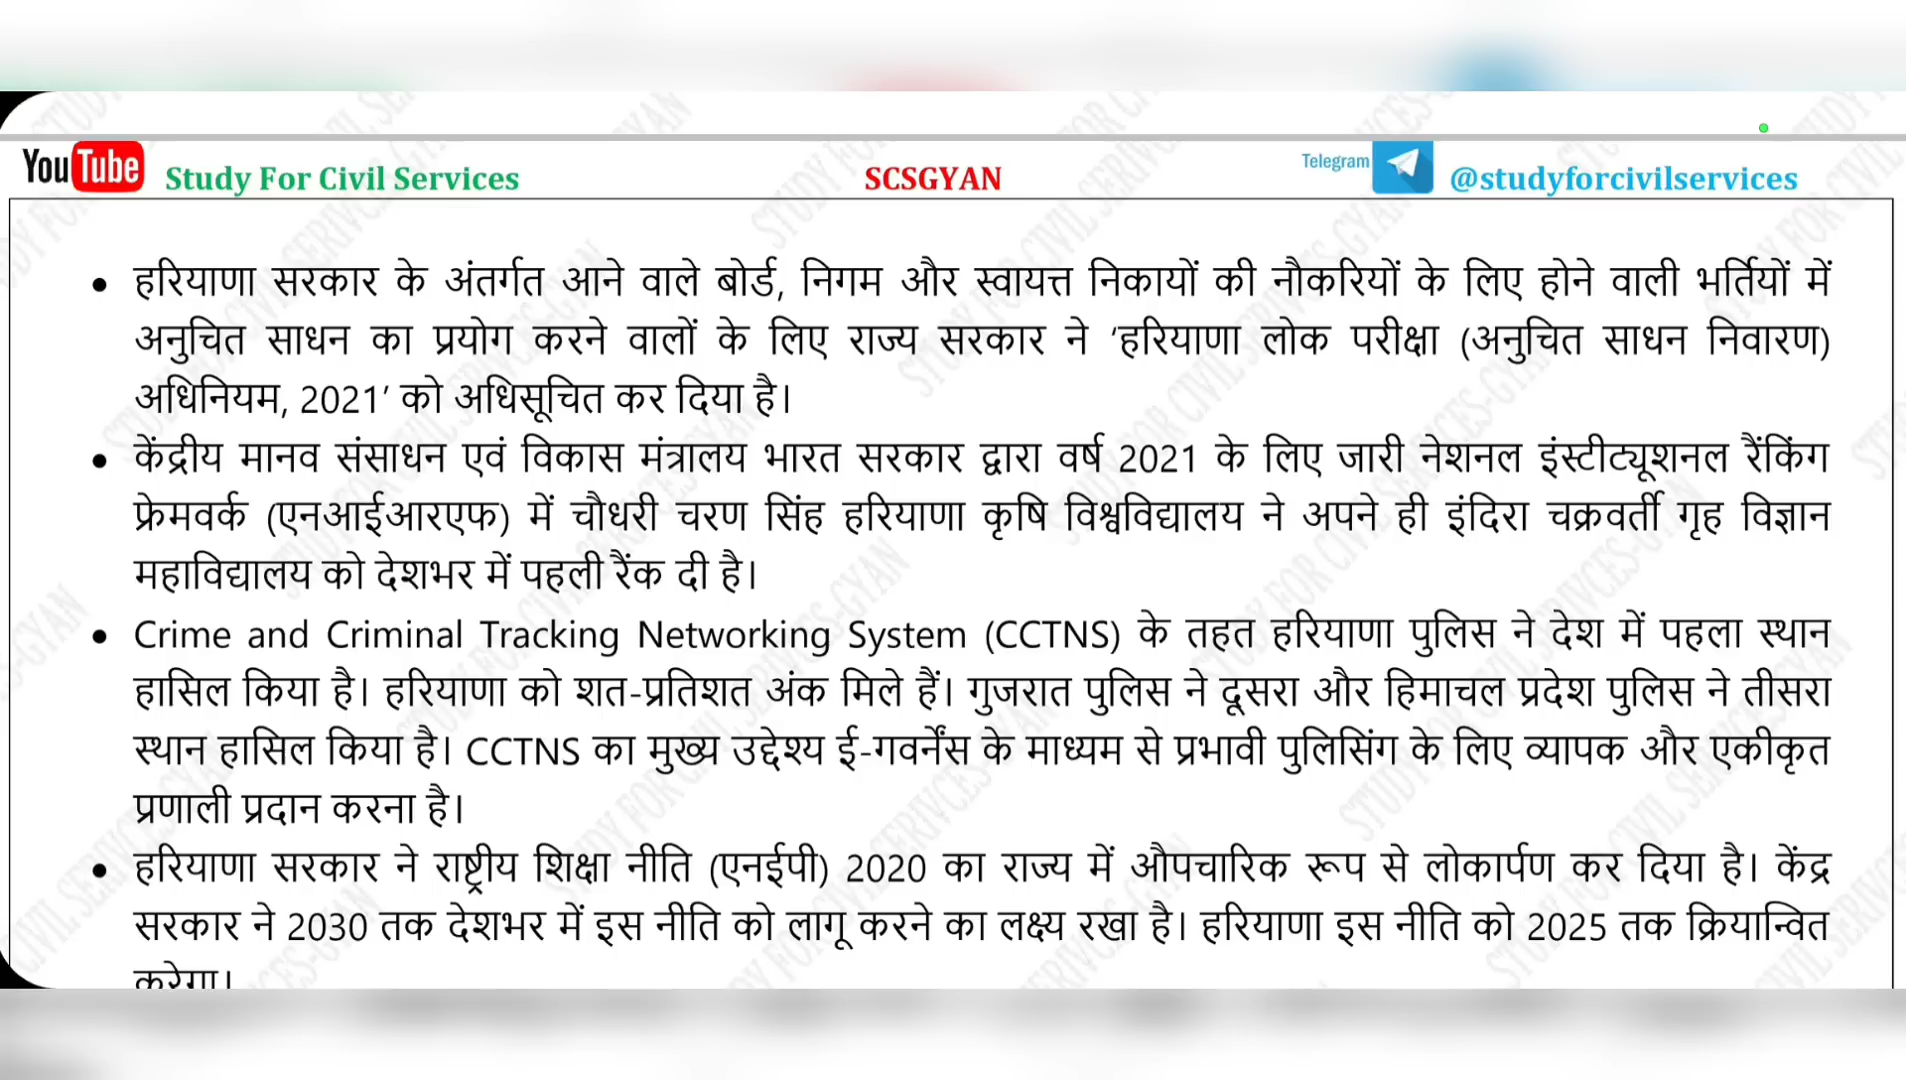 YouTube Study For Civil Services SCSGYAN Telegram @studyforcivilservices
• हरियाणा सरकार के अंतर्गत आने वाले बोर्ड, निगम और स्वायत्त निकायों की नौकरियों के लिए होने वाली भर्तियों में
अनुचित साधन का प्रयोग करने वालों के लिए राज्य सरकार ने ‘हरियाणा लोक परीक्षा (अनुचित साधन निवारण)
अधिनियम, 2021’ को अधिसूचित कर दिया है।
• केंद्रीय मानव संसाधन एवं विकास मंत्रालय भारत सरकार द्वारा वर्ष 2021 के लिए जारी नेशनल इंस्टीट्यूशनल रैंकिंग
फ्रेमवर्क (एनआईआरएफ) में चौधरी चरण सिंह हरियाणा कृषि विश्वविद्यालय ने अपने ही इंदिरा चक्रवर्ती गृह विज्ञान
महाविद्यालय को देशभर में पहली रैंक दी है।
• Crime and Criminal Tracking Networking System (CCTNS) के तहत हरियाणा पुलिस ने देश में पहला स्थान
हासिल किया है। हरियाणा को शत-प्रतिशत अंक मिले हैं। गुजरात पुलिस ने दूसरा और हिमाचल प्रदेश पुलिस ने तीसरा
स्थान हासिल किया है। CCTNS का मुख्य उद्देश्य ई-गवर्नेंस के माध्यम से प्रभावी पुलिसिंग के लिए व्यापक और एकीकृत
प्रणाली प्रदान करना है।
• हरियाणा सरकार ने राष्ट्रीय शिक्षा नीति (एनईपी) 2020 का राज्य में औपचारिक रूप से लोकार्पण कर दिया है। केंद्र
सरकार ने 2030 तक देशभर में इस नीति को लागू करने का लक्ष्य रखा है। हरियाणा इस नीति को 2025 तक क्रियान्वित
करेगा।